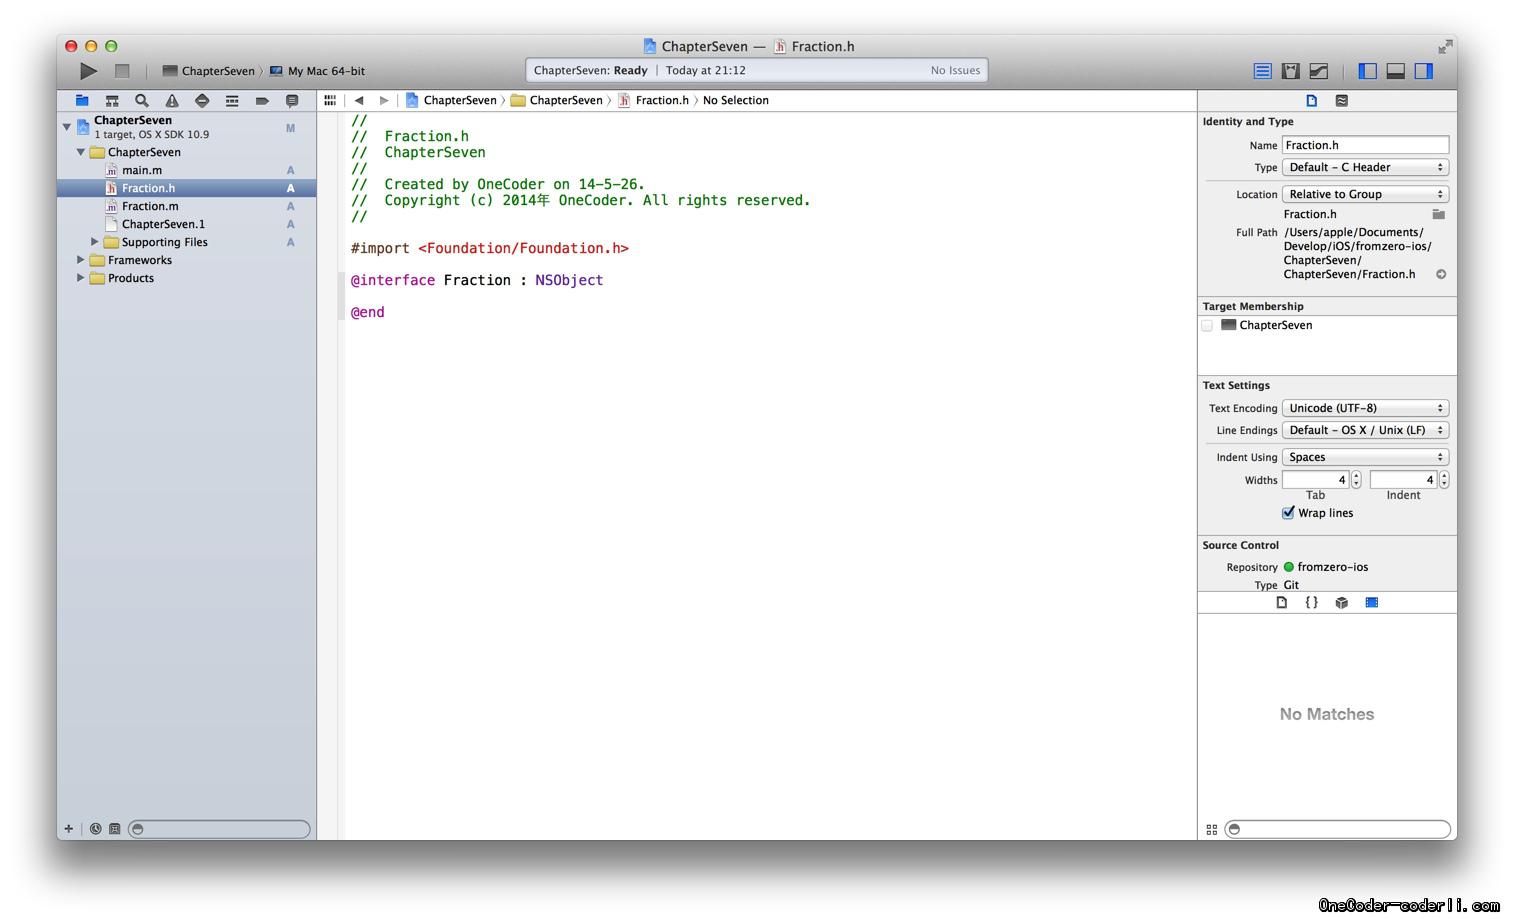 ChapterSeven — Fraction.h
ChapterSeven 〉 My Mac 64-bit
ChapterSeven: Ready | Today at 21:12 No Issues
ChapterSeven 〉 ChapterSeven 〉 Fraction.h 〉 No Selection
ChapterSeven M
1 target, OS X SDK 10.9
ChapterSeven
main.m A
Fraction.h A
Fraction.m A
ChapterSeven.1 A
Supporting Files A
Frameworks
Products
//
// Fraction.h
// ChapterSeven
//
// Created by OneCoder on 14-5-26.
// Copyright (c) 2014年 OneCoder. All rights reserved.
//
#import <Foundation/Foundation.h>
@interface Fraction : NSObject
@end
Identity and Type
Name Fraction.h
Type Default - C Header
Location Relative to Group
Fraction.h
Full Path /Users/apple/Documents/
Develop/iOS/fromzero-ios/
ChapterSeven/
ChapterSeven/Fraction.h
Target Membership
ChapterSeven
Text Settings
Text Encoding Unicode (UTF-8)
Line Endings Default - OS X / Unix (LF)
Indent Using Spaces
Widths 4 4
Tab Indent
Wrap lines
Source Control
Repository fromzero-ios
Type Git
No Matches
OneCoder-coderli.com